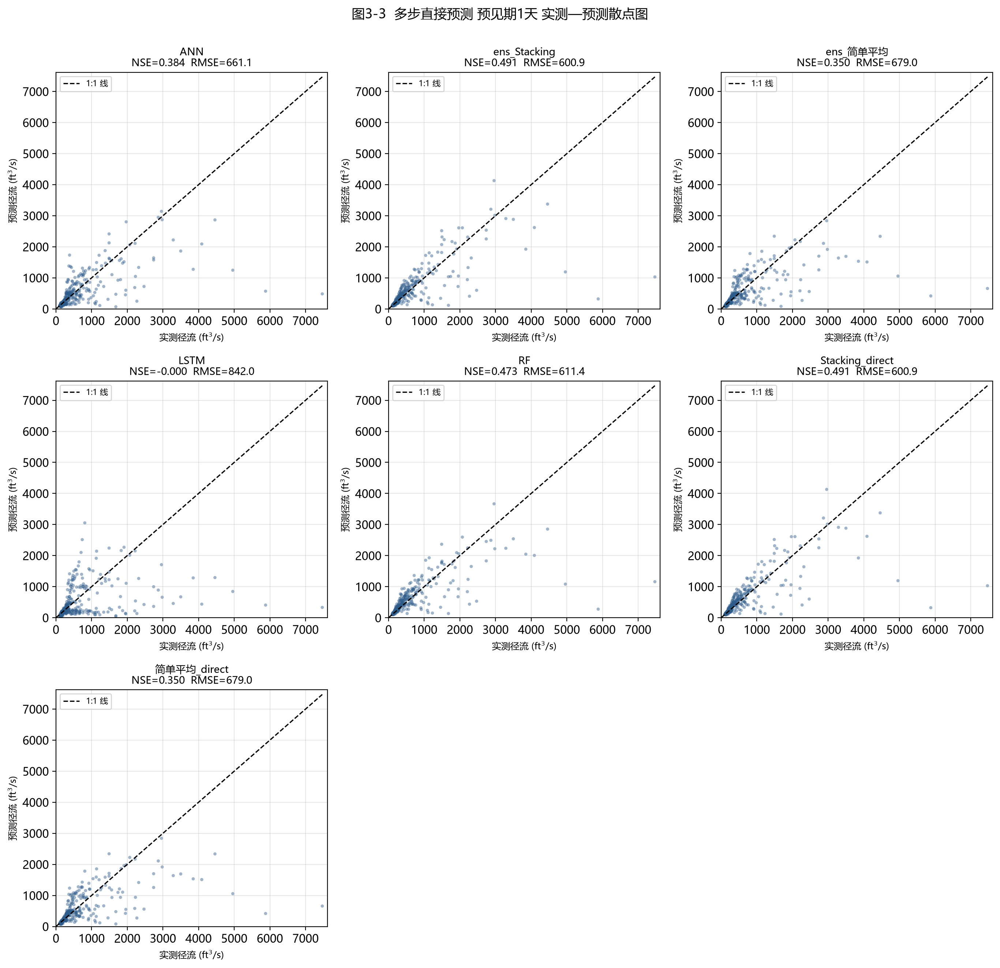 图3-3 多步直接预测 预见期1天 实测—预测散点图
ANN
NSE=0.384 RMSE=661.1
1:1 线
7000
6000
5000
4000
3000
2000
1000
0
预测径流 (ft³/s)
0 1000 2000 3000 4000 5000 6000 7000
实测径流 (ft³/s)
ens_Stacking
NSE=0.491 RMSE=600.9
1:1 线
7000
6000
5000
4000
3000
2000
1000
0
预测径流 (ft³/s)
0 1000 2000 3000 4000 5000 6000 7000
实测径流 (ft³/s)
ens_简单平均
NSE=0.350 RMSE=679.0
1:1 线
7000
6000
5000
4000
3000
2000
1000
0
预测径流 (ft³/s)
0 1000 2000 3000 4000 5000 6000 7000
实测径流 (ft³/s)
LSTM
NSE=-0.000 RMSE=842.0
1:1 线
7000
6000
5000
4000
3000
2000
1000
0
预测径流 (ft³/s)
0 1000 2000 3000 4000 5000 6000 7000
实测径流 (ft³/s)
RF
NSE=0.473 RMSE=611.4
1:1 线
7000
6000
5000
4000
3000
2000
1000
0
预测径流 (ft³/s)
0 1000 2000 3000 4000 5000 6000 7000
实测径流 (ft³/s)
Stacking_direct
NSE=0.491 RMSE=600.9
1:1 线
7000
6000
5000
4000
3000
2000
1000
0
预测径流 (ft³/s)
0 1000 2000 3000 4000 5000 6000 7000
实测径流 (ft³/s)
简单平均_direct
NSE=0.350 RMSE=679.0
1:1 线
7000
6000
5000
4000
3000
2000
1000
0
预测径流 (ft³/s)
0 1000 2000 3000 4000 5000 6000 7000
实测径流 (ft³/s)